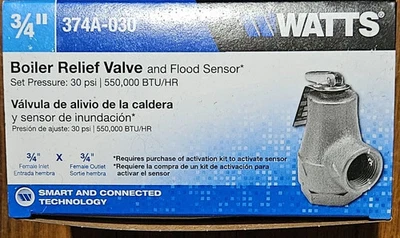 3/4" 374A-030
WATTS
Boiler Relief Valve and Flood Sensor*
Set Pressure: 30 psi | 550,000 BTU/HR
Válvula de alivio de la caldera
y sensor de inundación*
Presión de ajuste: 30 psi | 550,000 BTU/HR
3/4" X 3/4"
Female Inlet Female Outlet
Entrada hembra Sortie hembra
*Requires purchase of activation kit to activate sensor
*Requiere la compra de un kit de activación para
activar el sensor
SMART AND CONNECTED
TECHNOLOGY